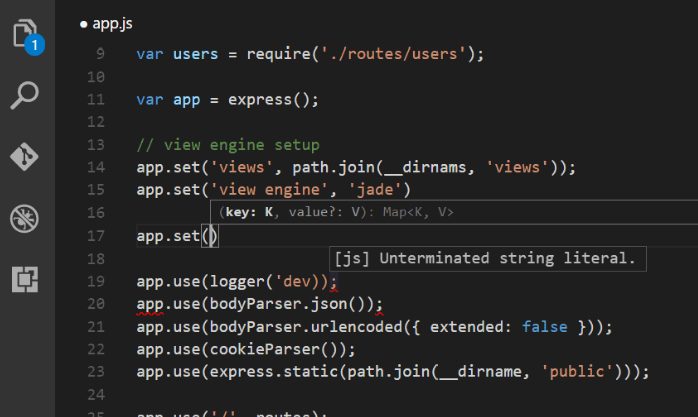 1
● app.js
9 var users = require('./routes/users');
10
11 var app = express();
12
13 // view engine setup
14 app.set('views', path.join(__dirnams, 'views'));
15 app.set('view engine', 'jade')
16 (key: K, value?: V): Map<K, V>
17 app.set()
18 [js] Unterminated string literal.
19 app.use(logger('dev));
20 app.use(bodyParser.json());
21 app.use(bodyParser.urlencoded({ extended: false }));
22 app.use(cookieParser());
23 app.use(express.static(path.join(__dirname, 'public')));
24
25 app.use('/', routes);